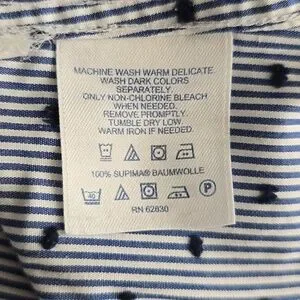 MACHINE WASH WARM DELICATE.
WASH DARK COLORS
SEPARATELY.
ONLY NON-CHLORINE BLEACH
WHEN NEEDED.
REMOVE PROMPTLY.
TUMBLE DRY LOW.
WARM IRON IF NEEDED.
100% SUPIMA® BAUMWOLLE
40 P
RN 62830